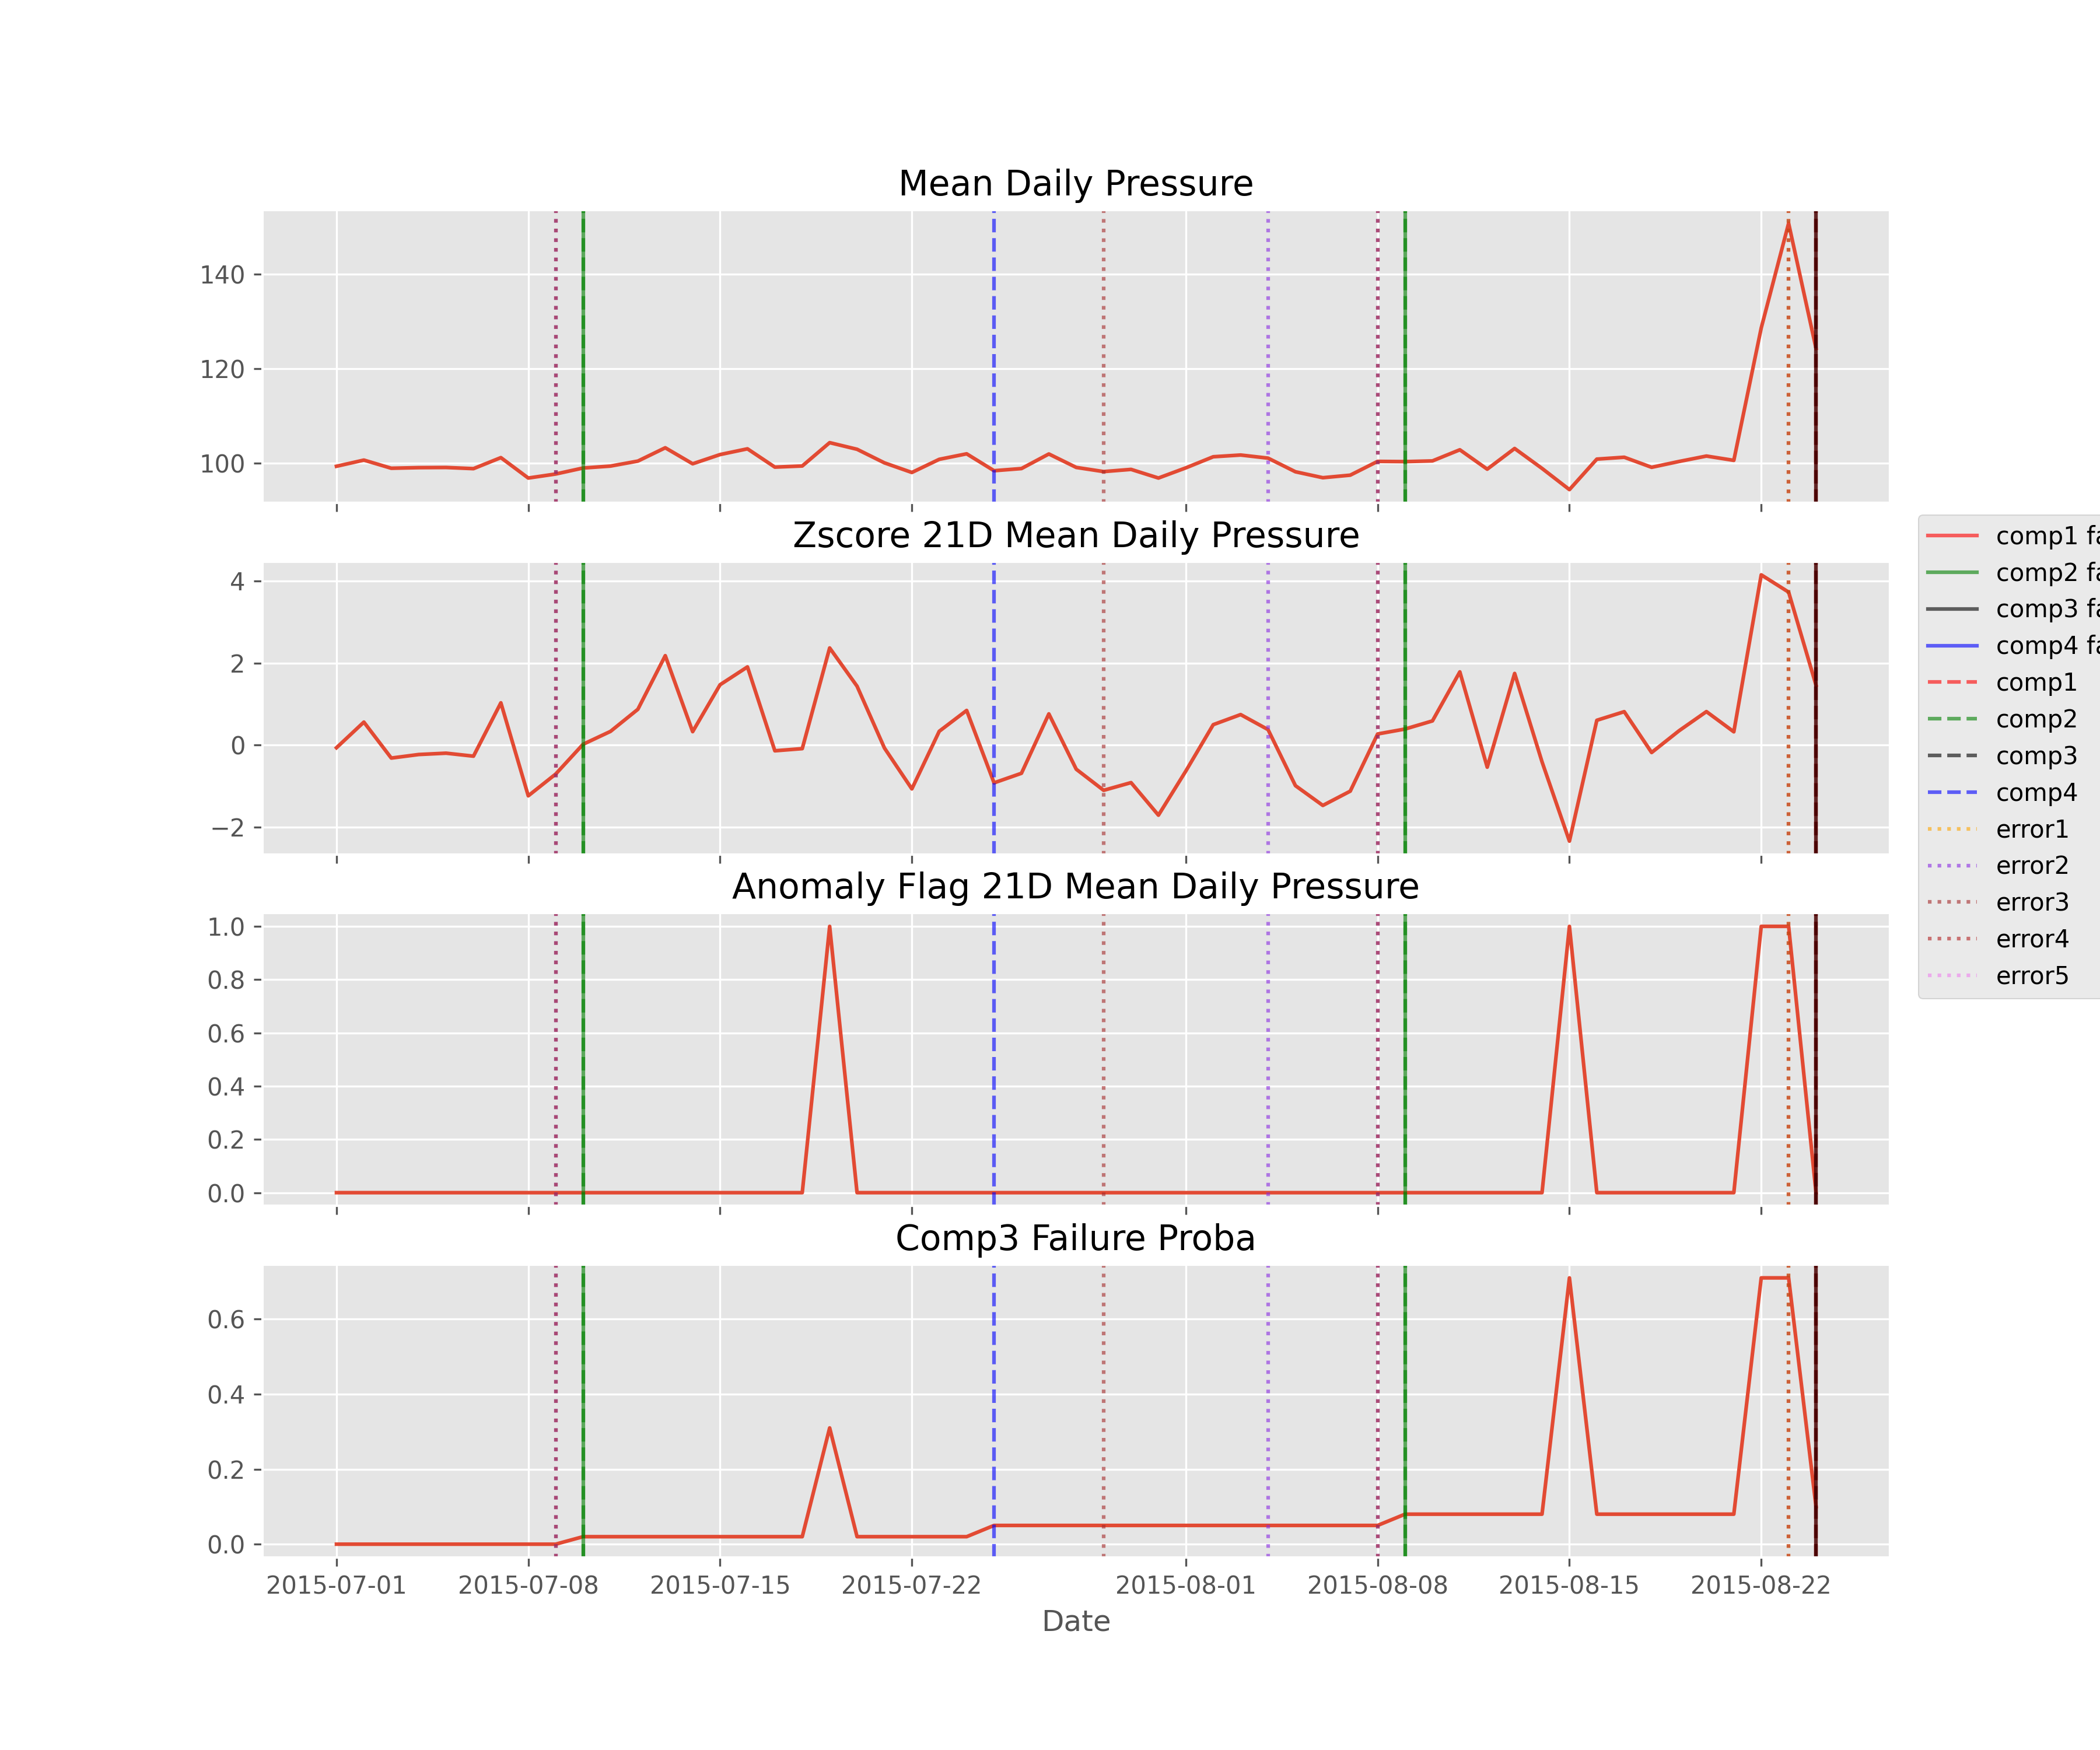 Mean Daily Pressure
140
120
100
Zscore 21D Mean Daily Pressure
4
2
0
−2
Anomaly Flag 21D Mean Daily Pressure
1.0
0.8
0.6
0.4
0.2
0.0
Comp3 Failure Proba
0.6
0.4
0.2
0.0
2015-07-01 2015-07-08 2015-07-15 2015-07-22 2015-08-01 2015-08-08 2015-08-15 2015-08-22
Date
comp1 fa
comp2 fa
comp3 fa
comp4 fa
comp1
comp2
comp3
comp4
error1
error2
error3
error4
error5